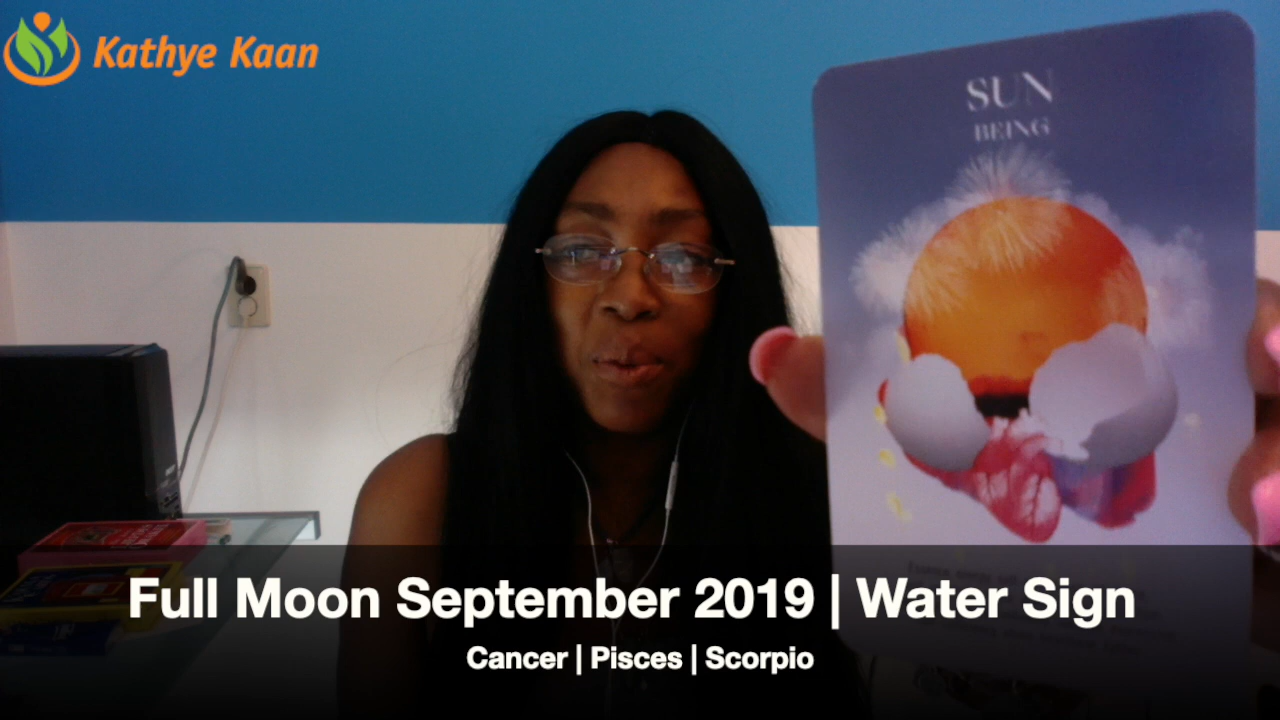 Kathye Kaan
SUN
BEING
Full Moon September 2019 | Water Sign
Cancer | Pisces | Scorpio